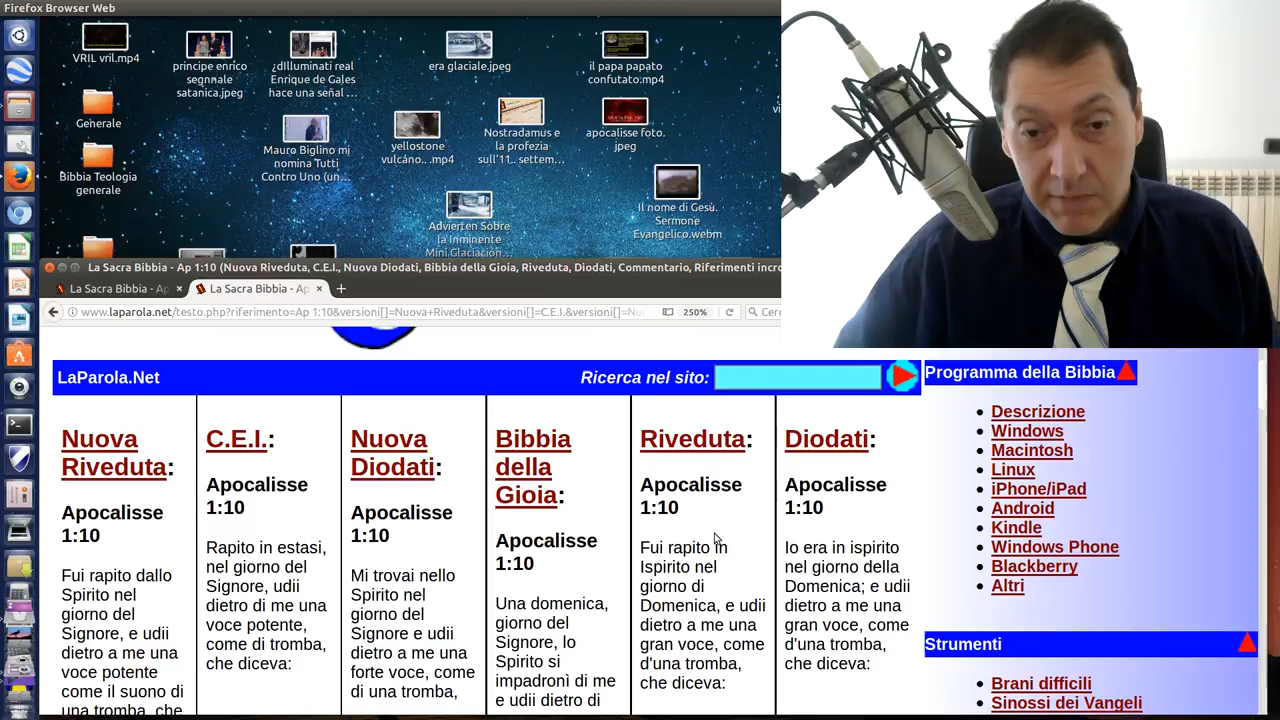 Firefox Browser Web
VRIL vril.mp4
principe enrico
segnnale
satanica.jpeg
¿dIlluminati real
Enrique de Gales
hace una señal ...
era glaciale.jpeg
il papa papato
confutato:mp4
Generale
Mauro Biglino mi
nomina Tutti
Contro Uno (un...
yellostone
vulcáno.. .mp4
Nostradamus e
la profezia
sull'11.. settem...
apocalisse foto.
jpeg
Bibbia Teologia
generale
Advierten Sobre
la Inminente
Mini Glaciación...
Il nome di Gesù.
Sermone
Evangelico.webm
La Sacra Bibbia - Ap 1:10 (Nuova Riveduta, C.E.I., Nuova Diodati, Bibbia della Gioia, Riveduta, Diodati, Commentario, Riferimenti incro
La Sacra Bibbia - Ap × La Sacra Bibbia - Ap × +
www.laparola.net/testo.php?riferimento=Ap 1:10&versioni[]=Nuova+Riveduta&versioni[]=C.E.I.&versioni[]=Nu 250% Cer
LaParola.Net Ricerca nel sito:
Nuova
Riveduta:
Apocalisse
1:10
Fui rapito dallo
Spirito nel
giorno del
Signore, e udii
dietro a me una
voce potente
come il suono di
una tromba, che
C.E.I.:
Apocalisse
1:10
Rapito in estasi,
nel giorno del
Signore, udii
dietro di me una
voce potente,
come di tromba,
che diceva:
Nuova
Diodati:
Apocalisse
1:10
Mi trovai nello
Spirito nel
giorno del
Signore e udii
dietro a me una
forte voce, come
di una tromba,
Bibbia
della
Gioia:
Apocalisse
1:10
Una domenica,
giorno del
Signore, lo
Spirito si
impadronì di me
e udii dietro di
Riveduta:
Apocalisse
1:10
Fui rapito in
Ispirito nel
giorno di
Domenica, e udii
dietro a me una
gran voce, come
d'una tromba,
che diceva:
Diodati:
Apocalisse
1:10
Io era in ispirito
nel giorno della
Domenica; e udii
dietro a me una
gran voce, come
d'una tromba,
che diceva:
Programma della Bibbia
Descrizione
Windows
Macintosh
Linux
iPhone/iPad
Android
Kindle
Windows Phone
Blackberry
Altri
Strumenti
Brani difficili
Sinossi dei Vangeli